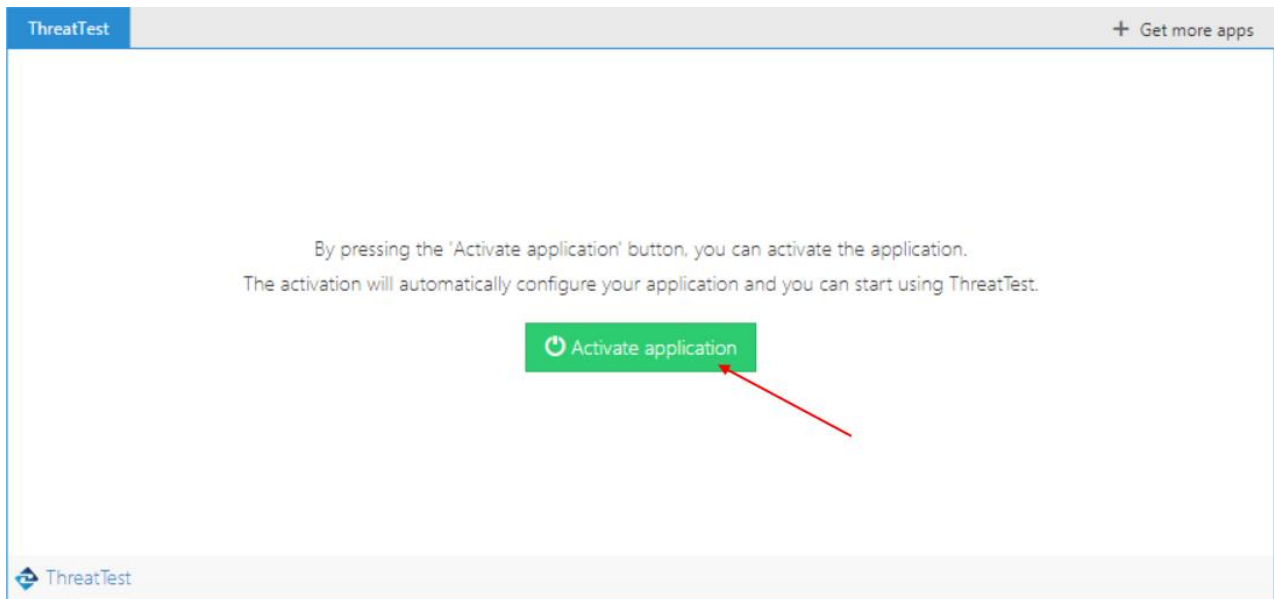 ThreatTest
+ Get more apps
By pressing the 'Activate application' button, you can activate the application.
The activation will automatically configure your application and you can start using ThreatTest.
Activate application
ThreatTest